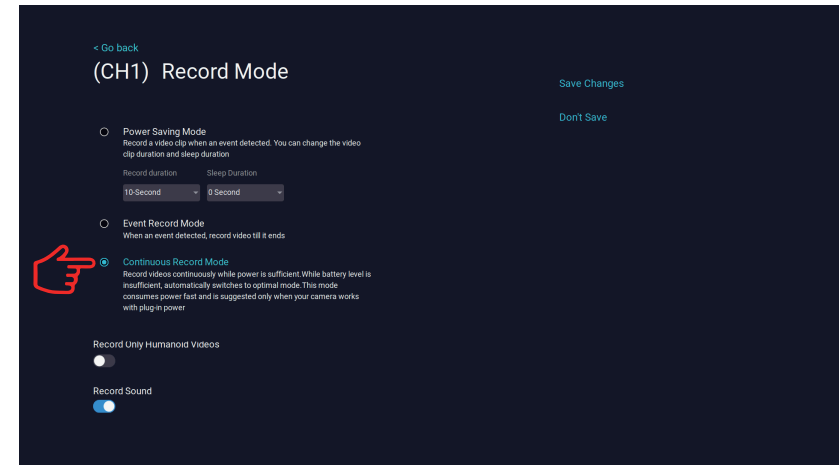 < Go back
(CH1) Record Mode
Save Changes
Don't Save
Power Saving Mode
Record a video clip when an event detected. You can change the video
clip duration and sleep duration
Record duration Sleep Duration
10-Second 0 Second
Event Record Mode
When an event detected, record video till it ends
Continuous Record Mode
Record videos continuously while power is sufficient.While battery level is
insufficient, automatically switches to optimal mode.This mode
consumes power fast and is suggested only when your camera works
with plug-in power
Record Only Humanoid Videos
Record Sound